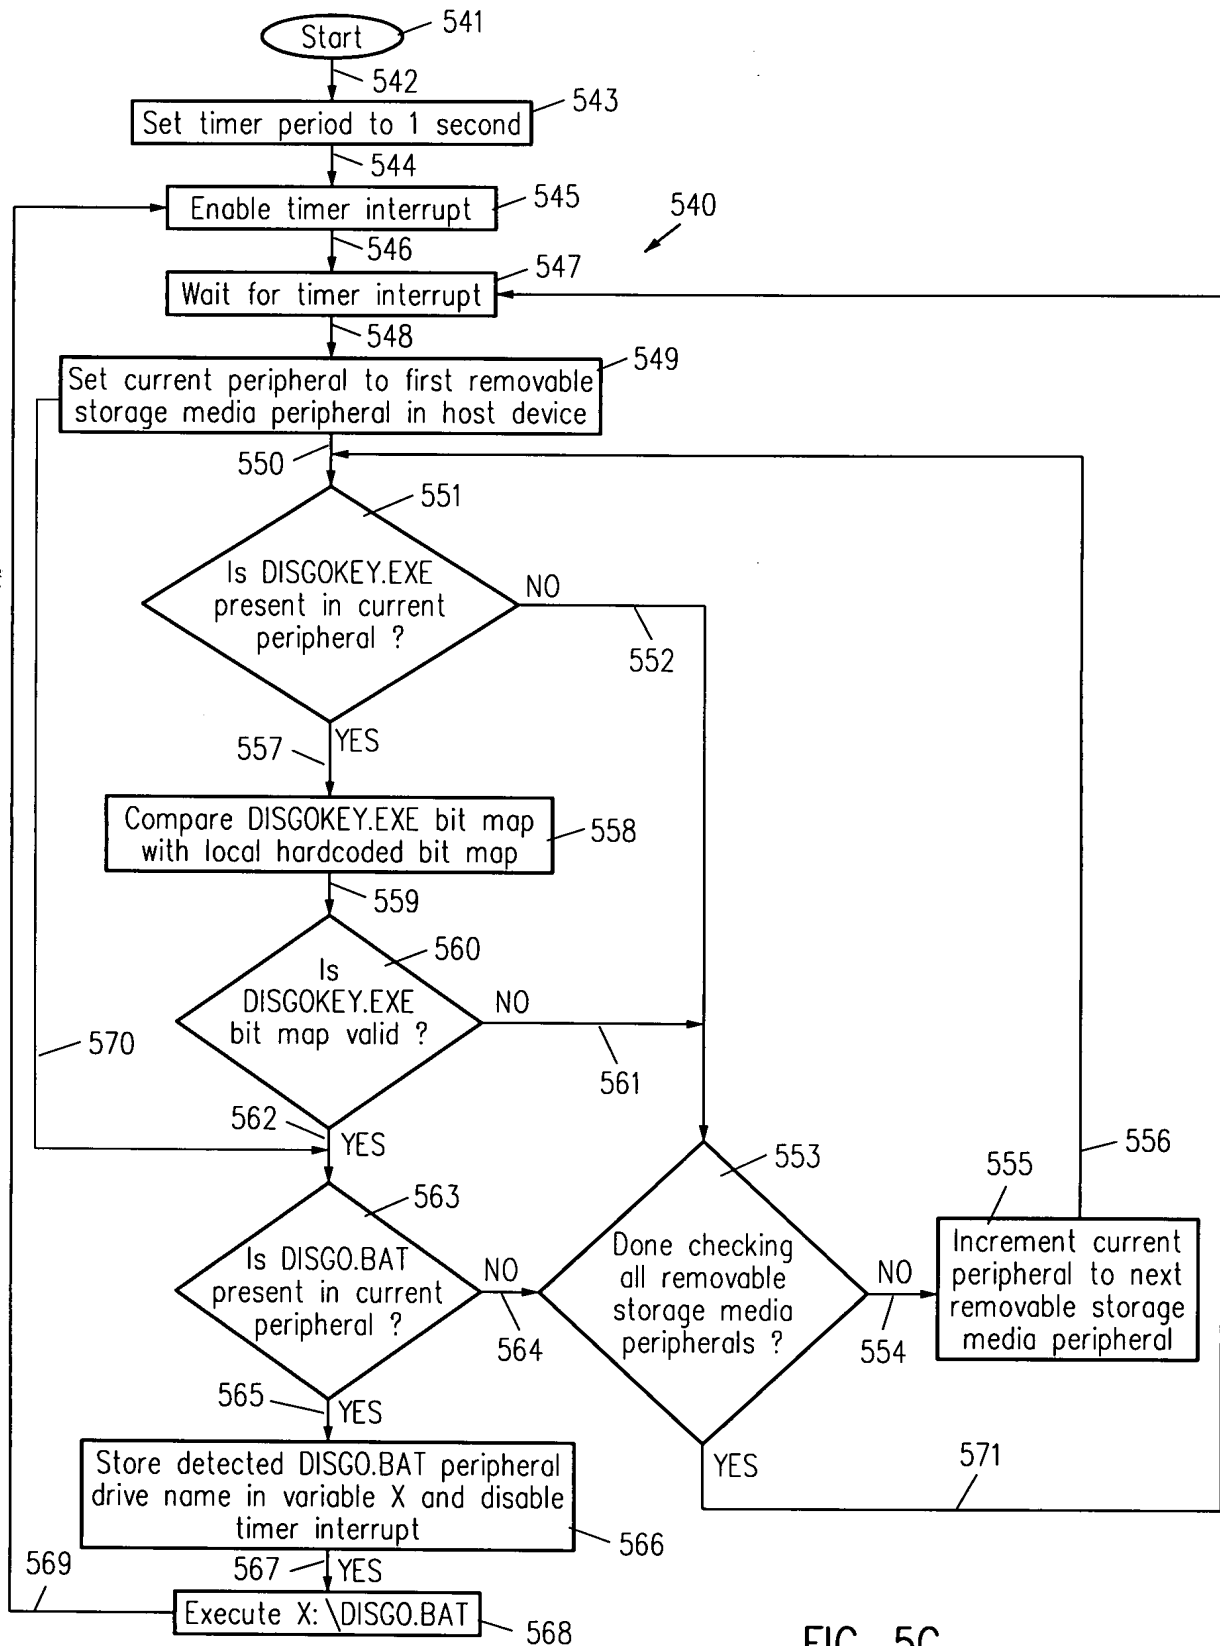 Start
541
542
543
Set timer period to 1 second
544
Enable timer interrupt
545
540
546
547
Wait for timer interrupt
548
549
Set current peripheral to first removable
storage media peripheral in host device
550
551
Is DISGOKEY.EXE
present in current
peripheral ?
NO
552
557
YES
Compare DISGOKEY.EXE bit map
with local hardcoded bit map
558
559
560
Is
DISGOKEY.EXE
bit map valid ?
NO
561
570
562
YES
553
556
555
563
Is DISGO.BAT
present in current
peripheral ?
NO
564
Done checking
all removable
storage media
peripherals ?
NO
554
Increment current
peripheral to next
removable storage
media peripheral
565
YES
YES
571
Store detected DISGO.BAT peripheral
drive name in variable X and disable
timer interrupt
566
569
567
YES
Execute X: \DISGO.BAT
568
FIG. 5C